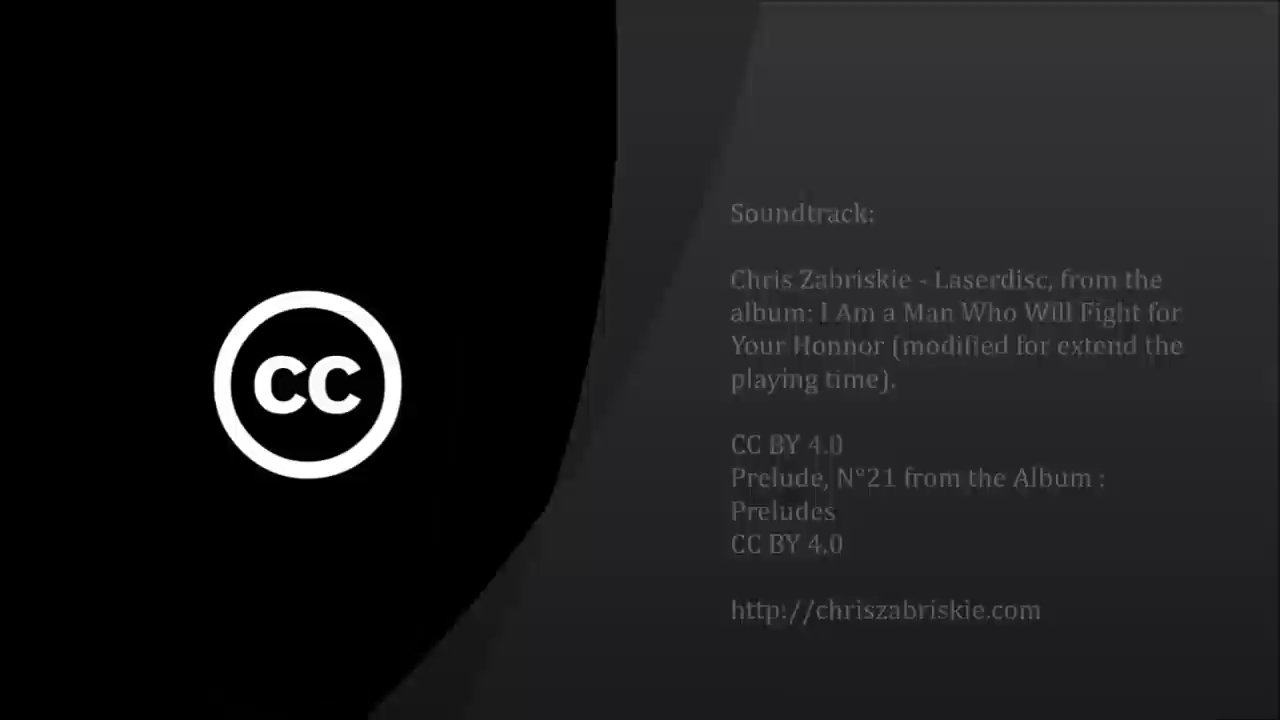 cc
Soundtrack:
Chris Zabriskie - Laserdisc, from the
album: I Am a Man Who Will Fight for
Your Honnor (modified for extend the
playing time).
CC BY 4.0
Prelude, N°21 from the Album :
Preludes
CC BY 4.0
http://chriszabriskie.com